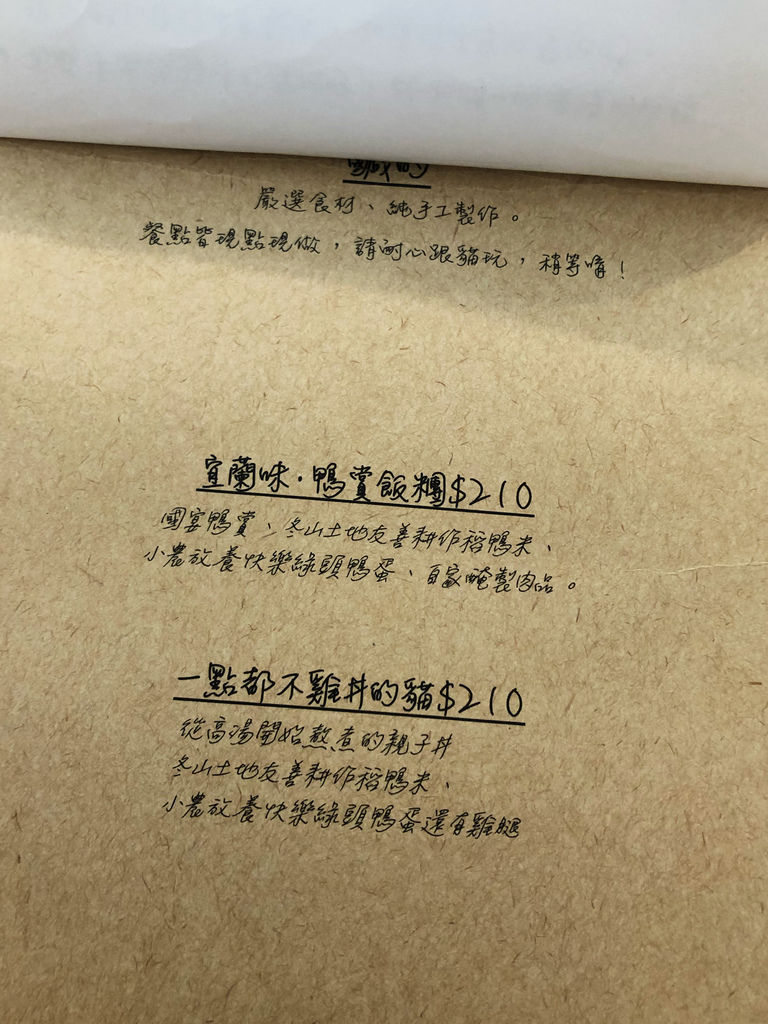 鹹的
嚴選食材、純手工製作。
餐點皆現點現做，請耐心跟貓玩，稍等唷！
宜蘭味．鴨賞飯糰$210
國宴鴨賞、冬山土地友善耕作稻鴨米、
小農放養快樂綠頭鴨蛋、自家醃製肉品。
一點都不雞丼的貓$210
從高湯開始熬煮的親子丼
冬山土地友善耕作稻鴨米、
小農放養快樂綠頭鴨蛋還有雞腿